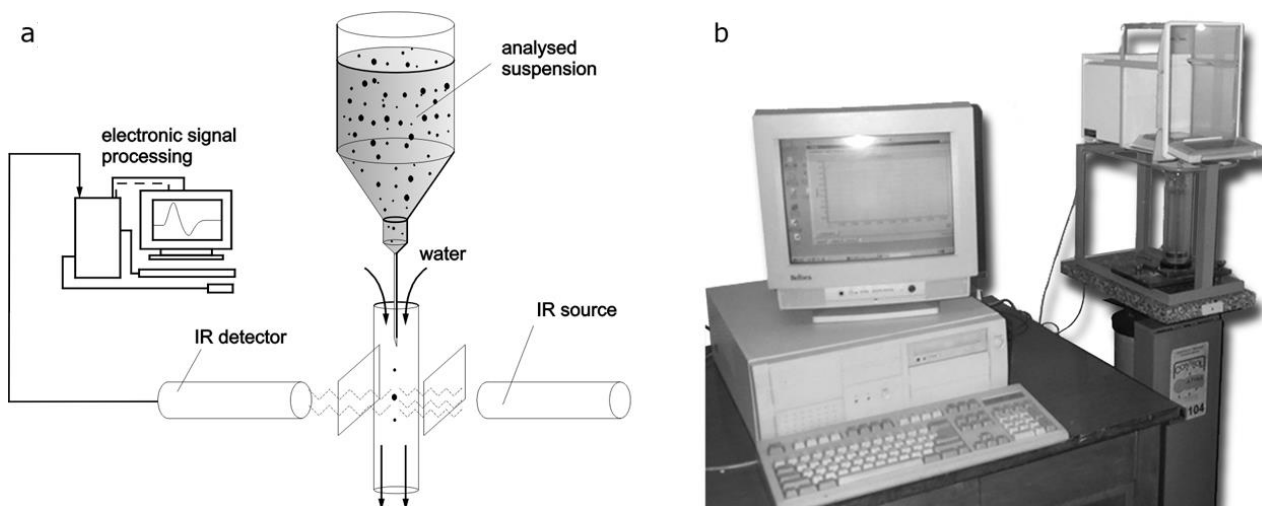 a
analysed
suspension
electronic signal
processing
water
IR detector
IR source
b
104